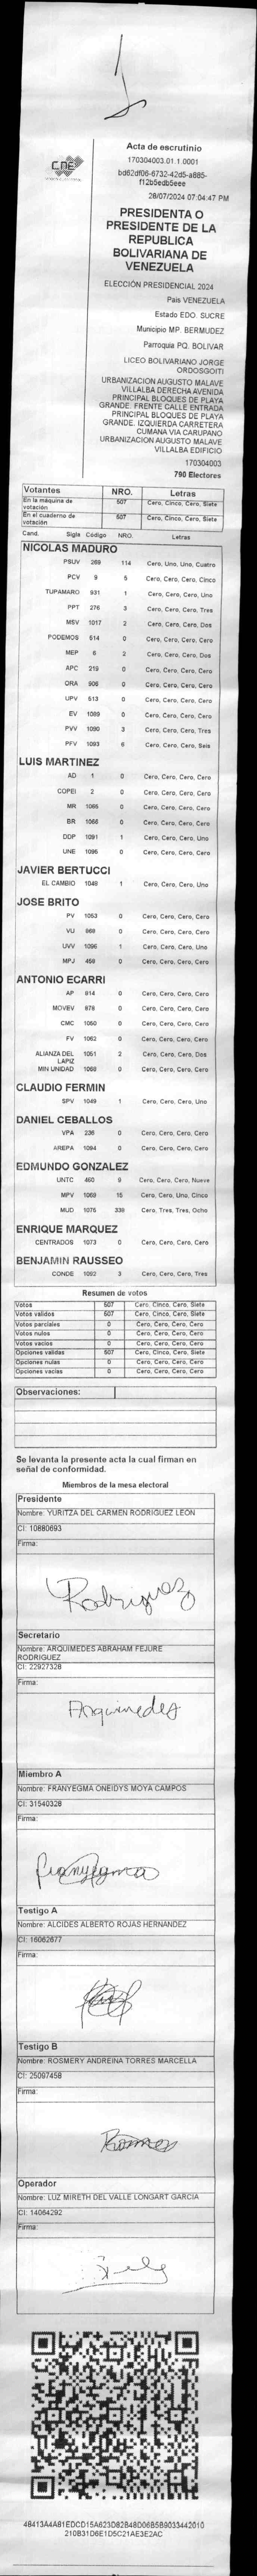 CNE
Acta de escrutinio
170304003.01.1.0001
bd62df06-6732-42d5-a885-
f12b5edb5eee
28/07/2024 07:04:47 PM
PRESIDENTA O
PRESIDENTE DE LA
REPUBLICA
BOLIVARIANA DE
VENEZUELA
ELECCIÓN PRESIDENCIAL 2024
País VENEZUELA
Estado EDO. SUCRE
Municipio MP. BERMUDEZ
Parroquia PQ. BOLIVAR
LICEO BOLIVARIANO JORGE
ORDOSGOITI
URBANIZACION AUGUSTO MALAVE
VILLALBA DERECHA AVENIDA
PRINCIPAL BLOQUES DE PLAYA
GRANDE. FRENTE CALLE ENTRADA
PRINCIPAL BLOQUES DE PLAYA
GRANDE. IZQUIERDA CARRETERA
CUMANA VIA CARUPANO
URBANIZACION AUGUSTO MALAVE
VILLALBA EDIFICIO
170304003
790 Electores
Votantes NRO. Letras
En la máquina de votación 507 Cero, Cinco, Cero, Siete
En el cuaderno de votación 507 Cero, Cinco, Cero, Siete
Cand. Sigla Código NRO. Letras
NICOLAS MADURO
PSUV 269 114 Cero, Uno, Uno, Cuatro
PCV 9 5 Cero, Cero, Cero, Cinco
TUPAMARO 931 1 Cero, Cero, Cero, Uno
PPT 276 3 Cero, Cero, Cero, Tres
MSV 1017 2 Cero, Cero, Cero, Dos
PODEMOS 514 0 Cero, Cero, Cero, Cero
MEP 6 2 Cero, Cero, Cero, Dos
APC 219 0 Cero, Cero, Cero, Cero
ORA 906 0 Cero, Cero, Cero, Cero
UPV 513 0 Cero, Cero, Cero, Cero
EV 1089 0 Cero, Cero, Cero, Cero
PVV 1090 3 Cero, Cero, Cero, Tres
PFV 1093 6 Cero, Cero, Cero, Seis
LUIS MARTINEZ
AD 1 0 Cero, Cero, Cero, Cero
COPEI 2 0 Cero, Cero, Cero, Cero
MR 0 Cero, Cero, Cero, Cero
BR 0 Cero, Cero, Cero, Cero
DDP 1091 1 Cero, Cero, Cero, Uno
UNE 0 Cero, Cero, Cero, Cero
JAVIER BERTUCCI
EL CAMBIO 1048 1 Cero, Cero, Cero, Uno
JOSE BRITO
PV 1053 0 Cero, Cero, Cero, Cero
VU 0 Cero, Cero, Cero, Cero
UVV 1096 1 Cero, Cero, Cero, Uno
MPJ 0 Cero, Cero, Cero, Cero
ANTONIO ECARRI
AP 814 0 Cero, Cero, Cero, Cero
MOVEV 0 Cero, Cero, Cero, Cero
CMC 1050 0 Cero, Cero, Cero, Cero
FV 1062 0 Cero, Cero, Cero, Cero
ALIANZA DEL LAPIZ 1051 2 Cero, Cero, Cero, Dos
MIN UNIDAD 0 Cero, Cero, Cero, Cero
CLAUDIO FERMIN
SPV 1049 1 Cero, Cero, Cero, Uno
DANIEL CEBALLOS
VPA 236 0 Cero, Cero, Cero, Cero
AREPA 1094 0 Cero, Cero, Cero, Cero
EDMUNDO GONZALEZ
UNTC 460 9 Cero, Cero, Cero, Nueve
MPV 1069 15 Cero, Cero, Uno, Cinco
MUD 1075 338 Cero, Tres, Tres, Ocho
ENRIQUE MARQUEZ
CENTRADOS 1073 0 Cero, Cero, Cero, Cero
BENJAMIN RAUSSEO
CONDE 1092 3 Cero, Cero, Cero, Tres
Resumen de votos
Votos 507 Cero, Cinco, Cero, Siete
Votos validos 507 Cero, Cinco, Cero, Siete
Votos parciales 0 Cero, Cero, Cero, Cero
Votos nulos 0 Cero, Cero, Cero, Cero
Votos vacios 0 Cero, Cero, Cero, Cero
Opciones validas 507 Cero, Cinco, Cero, Siete
Opciones nulas 0 Cero, Cero, Cero, Cero
Opciones vacias 0 Cero, Cero, Cero, Cero
Observaciones:
Se levanta la presente acta la cual firman en
señal de conformidad.
Miembros de la mesa electoral
Presidente
Nombre: YURITZA DEL CARMEN RODRIGUEZ LEON
CI: 10880693
Firma:
Rodriguez
Secretario
Nombre: ARQUIMEDES ABRAHAM FEJURE
RODRIGUEZ
CI: 22927328
Firma:
Arquimedes
Miembro A
Nombre: FRANYEGMA ONEIDYS MOYA CAMPOS
CI: 31540328
Firma:
Franyegma
Testigo A
Nombre: ALCIDES ALBERTO ROJAS HERNANDEZ
CI: 16062677
Firma:
Testigo B
Nombre: ROSMERY ANDREINA TORRES MARCELLA
CI: 25097458
Firma:
Operador
Nombre: LUZ MIRETH DEL VALLE LONGART GARCIA
CI: 14064292
Firma:
48413A4A81EDCD15A623D82B48D06B5B9033442010
210B31D6E1D5C21AE3E2AC